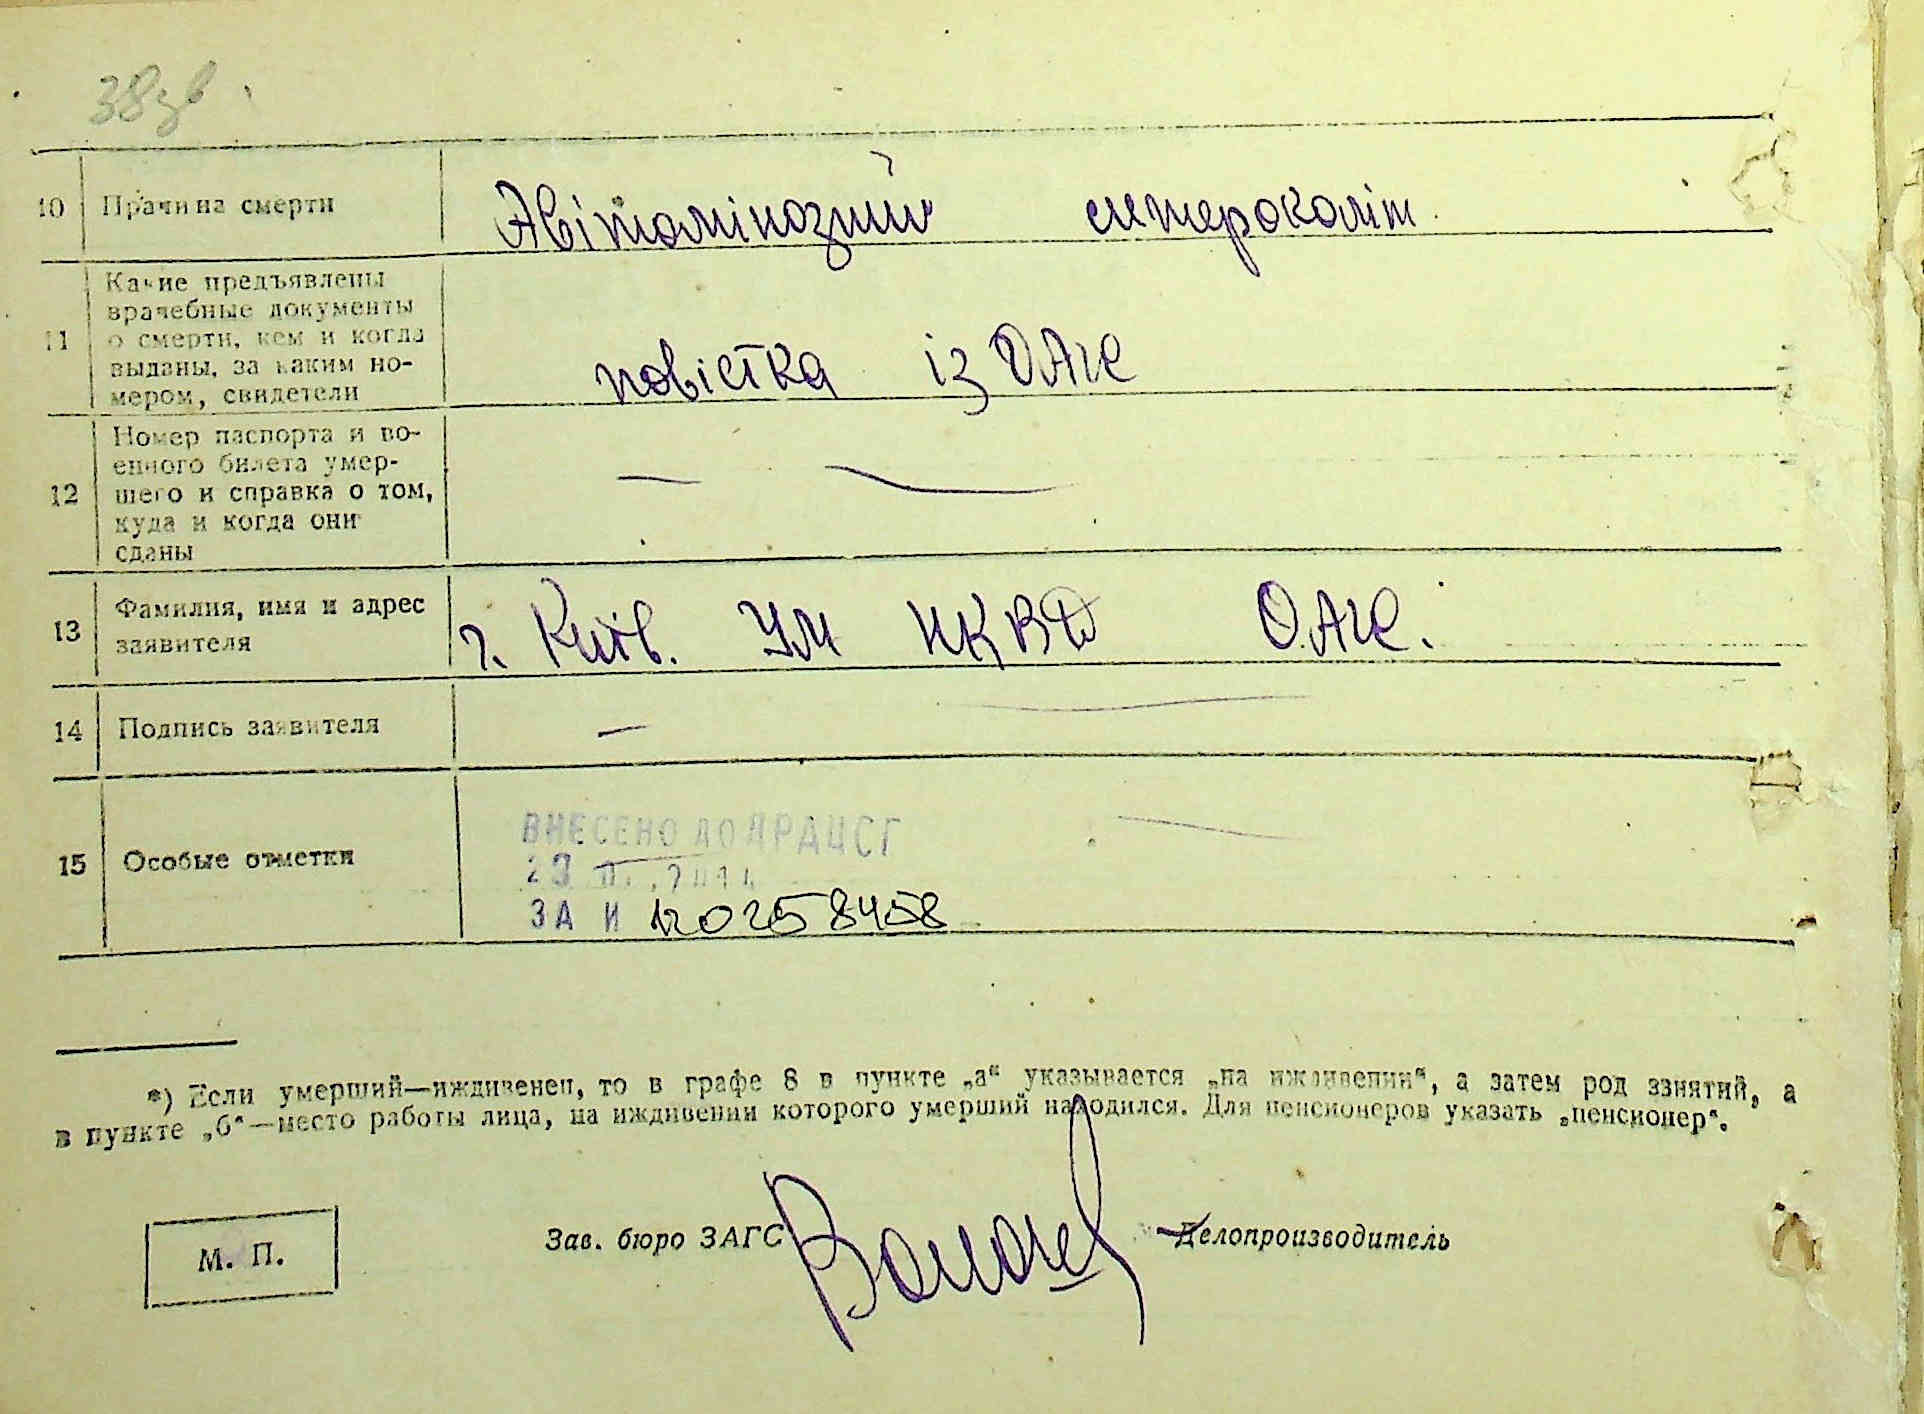 38зв
10 Причина смерти Авітамінозний ентероколіт.
11 Какие предъявлены
врачебные документы
о смерти, кем и когда
выданы, за каким но-
мером, свидетели
повістка із ОАГС
12 Номер паспорта и во-
енного билета умер-
шего и справка о том,
куда и когда они
сданы
— —
13 Фамилия, имя и адрес
заявителя
г. Київ. УМ НКВД ОАГС.
14 Подпись заявителя — —
15 Особые отметки
ВНЕСЕНО ДО ДРАЦСГ
ЗА И 120258458
*) Если умерший—иждивенец, то в графе 8 в пункте „а“ указывается „на иждивении“, а затем род занятий, а
в пункте „б“—место работы лица, на иждивении которого умерший находился. Для пенсионеров указать „пенсионер“.
М. П.
Зав. бюро ЗАГС Делопроизводитель